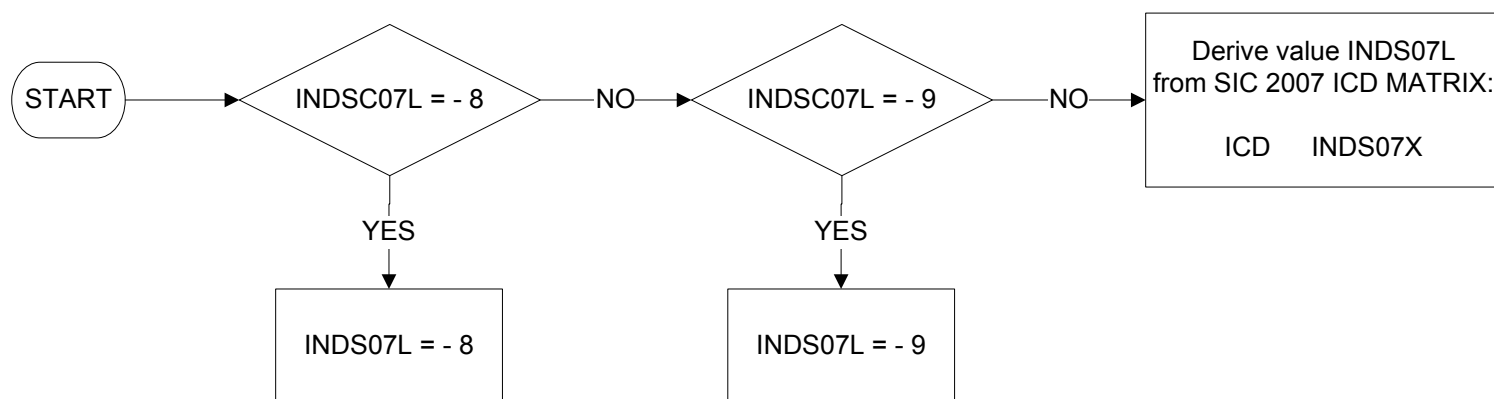 START
INDSC07L = - 8
NO
INDSC07L = - 9
NO
Derive value INDS07L
from SIC 2007 ICD MATRIX:
ICD INDS07X
YES
YES
INDS07L = - 8
INDS07L = - 9